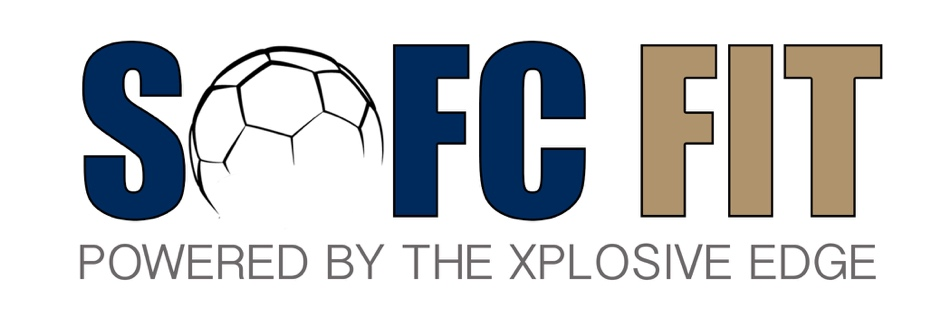 SOFC FIT
POWERED BY THE XPLOSIVE EDGE